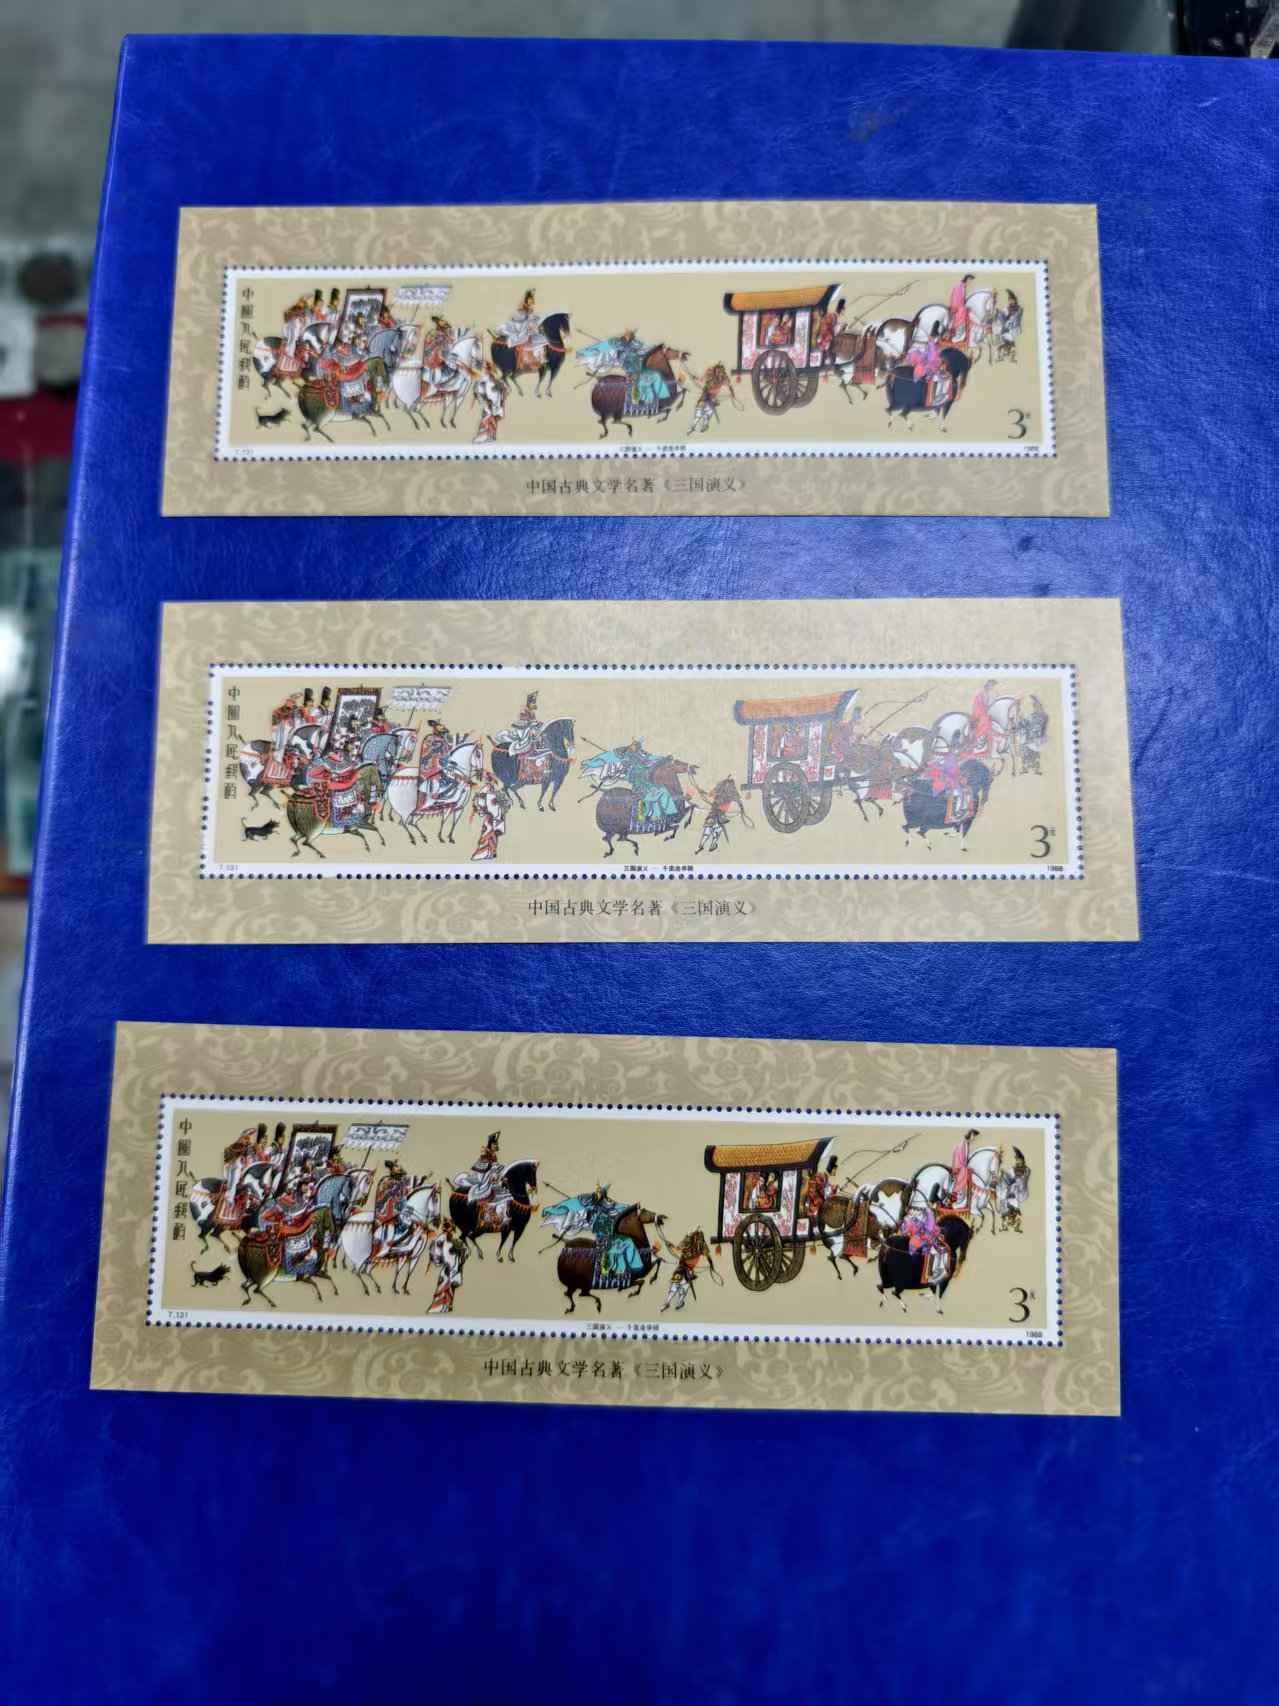 中國人民郵政
3元
T.131
三国演义 — 千里走单骑
1988
中国古典文学名著《三国演义》
中國人民郵政
3元
T.131
三国演义 — 千里走单骑
1988
中国古典文学名著《三国演义》
中國人民郵政
3元
T.131
三国演义 — 千里走单骑
1988
中国古典文学名著《三国演义》